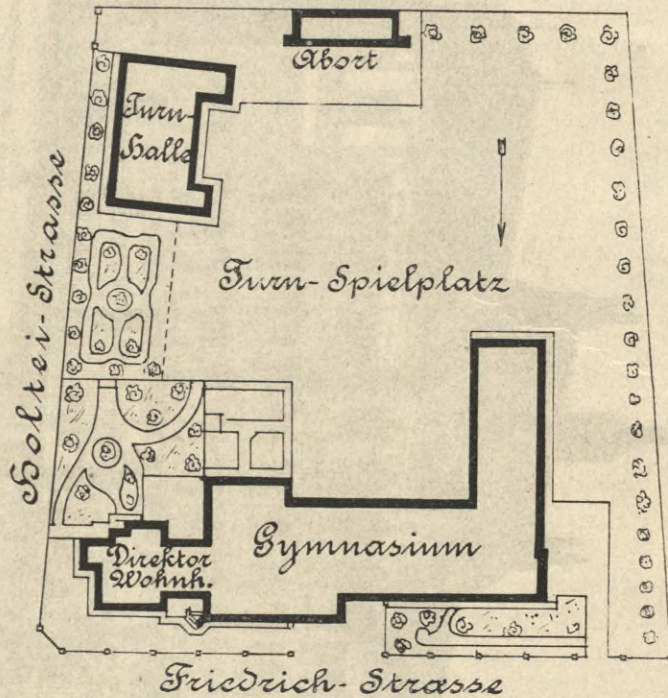 Abort
Turn-
Halle
Holtei-Strasse
Turn-Spielplatz
Gymnasium
Direktor
Wohnh.
Friedrich-Strasse